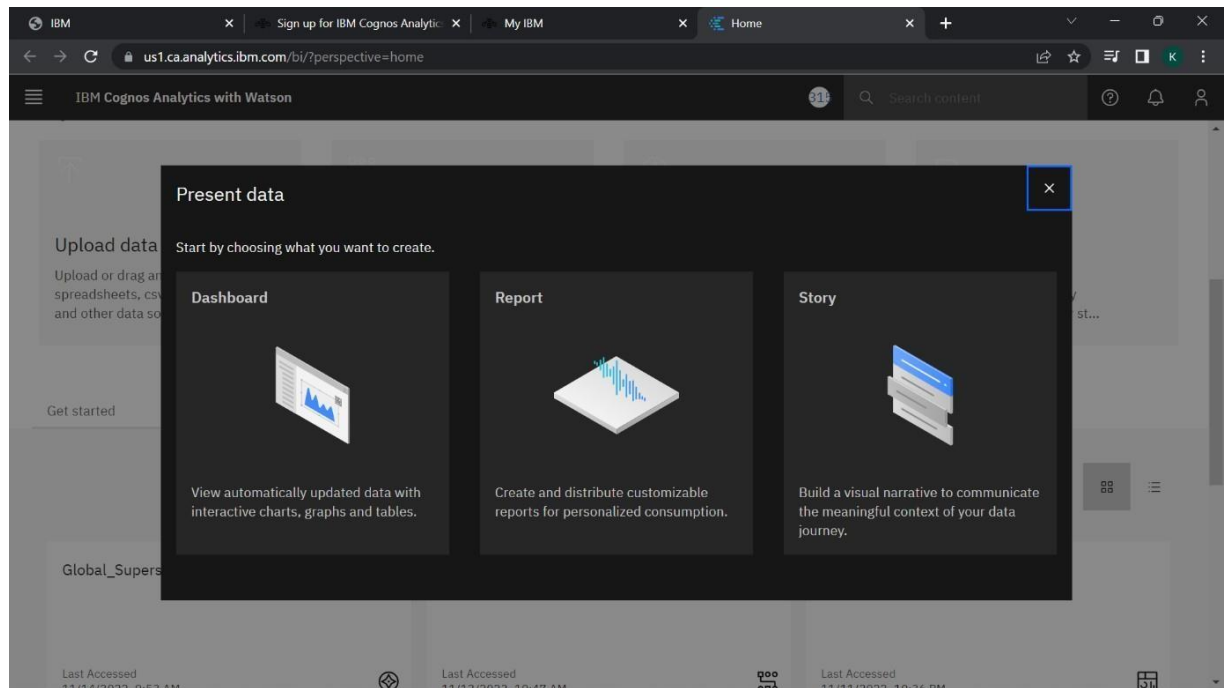 IBM
Sign up for IBM Cognos Analytic
My IBM
Home
us1.ca.analytics.ibm.com/bi/?perspective=home
K
IBM Cognos Analytics with Watson
Search content
Present data
Start by choosing what you want to create.
Upload data
Upload or drag an
spreadsheets, csv
and other data so
Dashboard
View automatically updated data with
interactive charts, graphs and tables.
Report
Create and distribute customizable
reports for personalized consumption.
Story
Build a visual narrative to communicate
the meaningful context of your data
journey.
st...
Get started
Global_Supers
Last Accessed
Last Accessed
Last Accessed